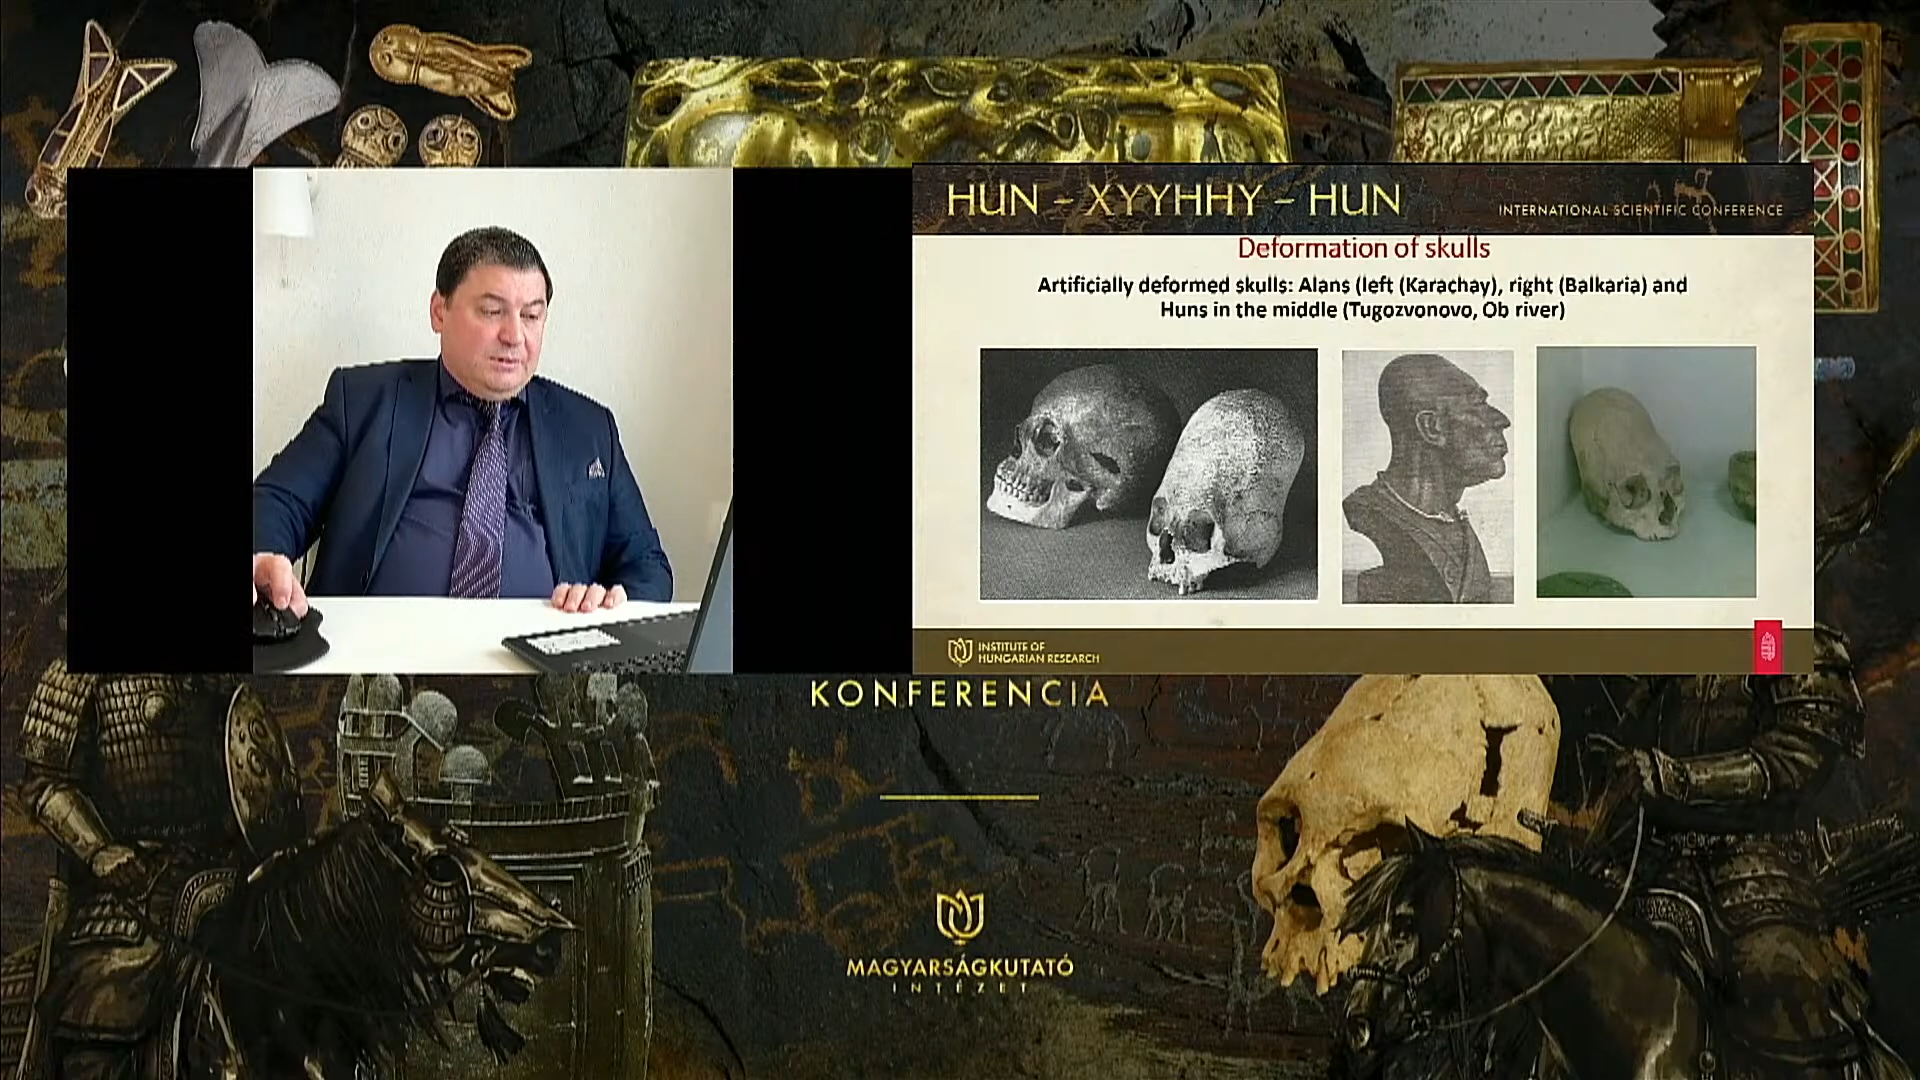 HUN - ХҮҮННҮ - HUN
INTERNATIONAL SCIENTIFIC CONFERENCE
Deformation of skulls
Artificially deformed skulls: Alans (left (Karachay), right (Balkaria) and
Huns in the middle (Tugozvonovo, Ob river)
INSTITUTE OF
HUNGARIAN RESEARCH
KONFERENCIA
MAGYARSÁGKUTATÓ
INTÉZET